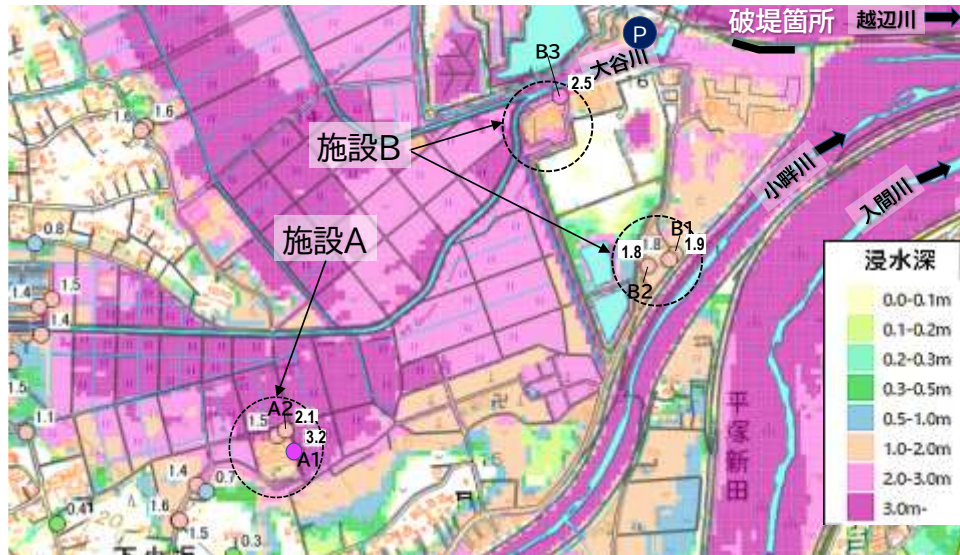 破堤箇所
越辺川
P
B3
大谷川
2.5
1.6
1.6
施設B
小畔川
入間川
施設A
0.8
B1
1.8
1.8
1.9
B2
浸水深
0.0-0.1m
0.1-0.2m
0.2-0.3m
0.3-0.5m
0.5-1.0m
1.0-2.0m
2.0-3.0m
3.0m-
1.4
1.5
1.4
1.5
1.1
A2
1.5
2.1
3.2
A1
平塚新田
1.4
0.7
0.41
20
1.5
0.3